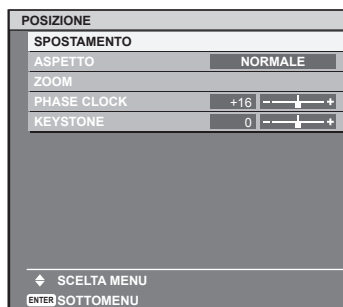 POSIZIONE
SPOSTAMENTO
ASPETTO NORMALE
ZOOM
PHASE CLOCK +16 - +
KEYSTONE 0 - +
SCELTA MENU
ENTER SOTTOMENU